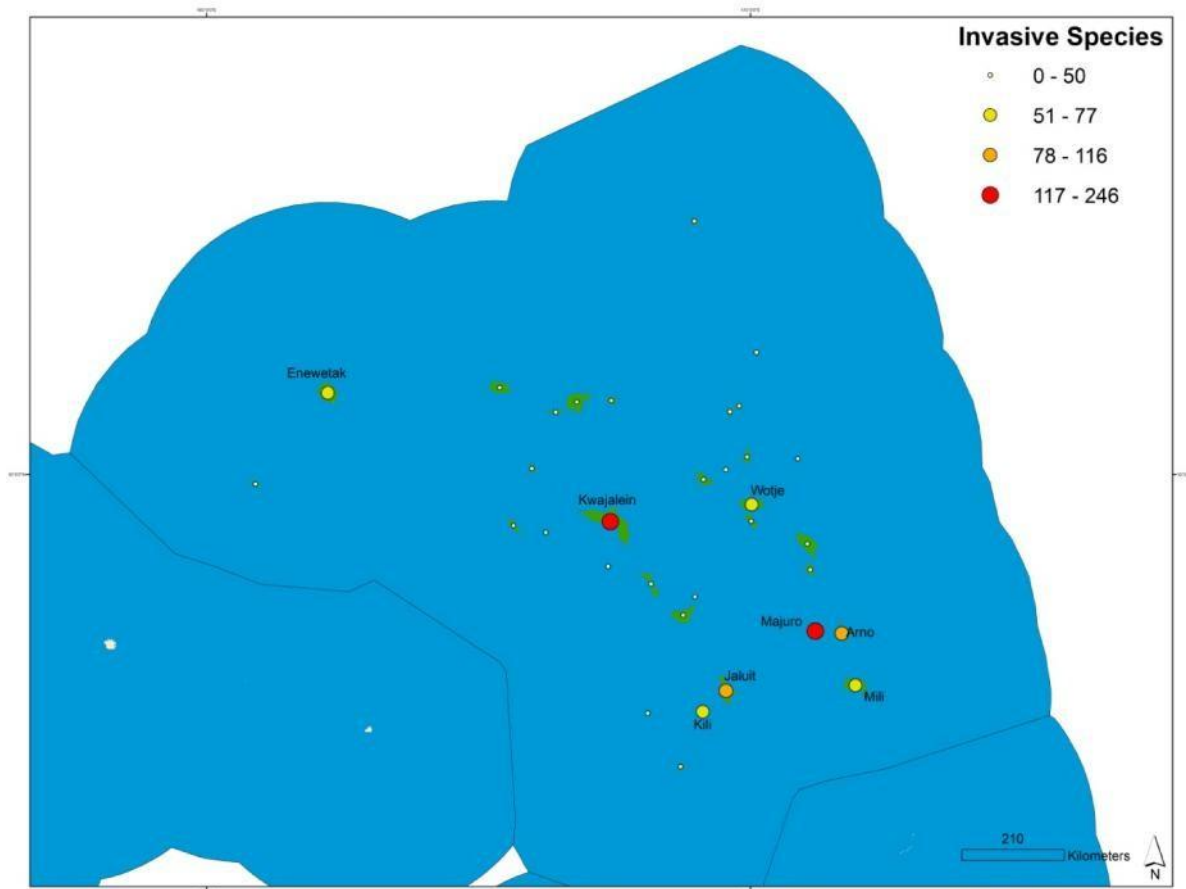 Invasive Species
0 - 50
51 - 77
78 - 116
117 - 246
Enewetak
Wotje
Kwajalein
Majuro
Arno
Jaluit
Mili
Kili
210
Kilometers
N